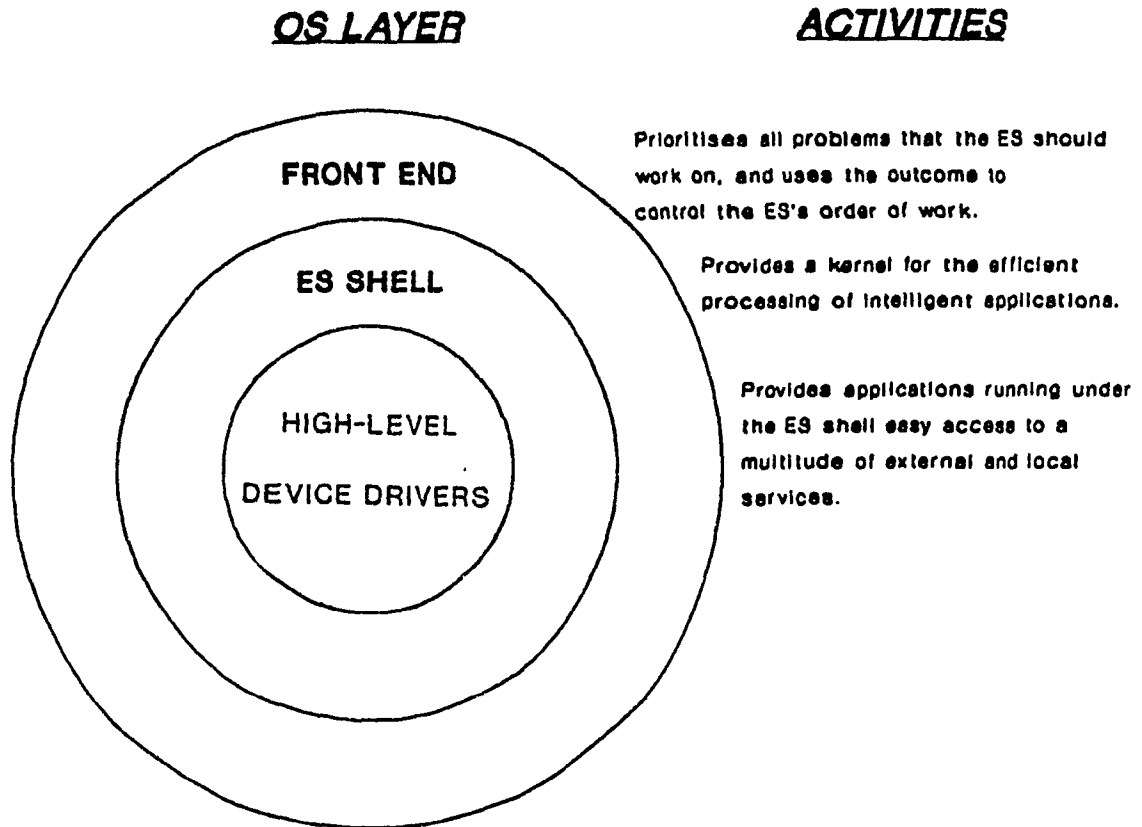 OS LAYER
ACTIVITIES
FRONT END
ES SHELL
HIGH-LEVEL
DEVICE DRIVERS
Prioritises all problems that the ES should
work on, and uses the outcome to
control the ES's order of work.
Provides a kernel for the efficient
processing of intelligent applications.
Provides applications running under
the ES shell easy access to a
multitude of external and local
services.